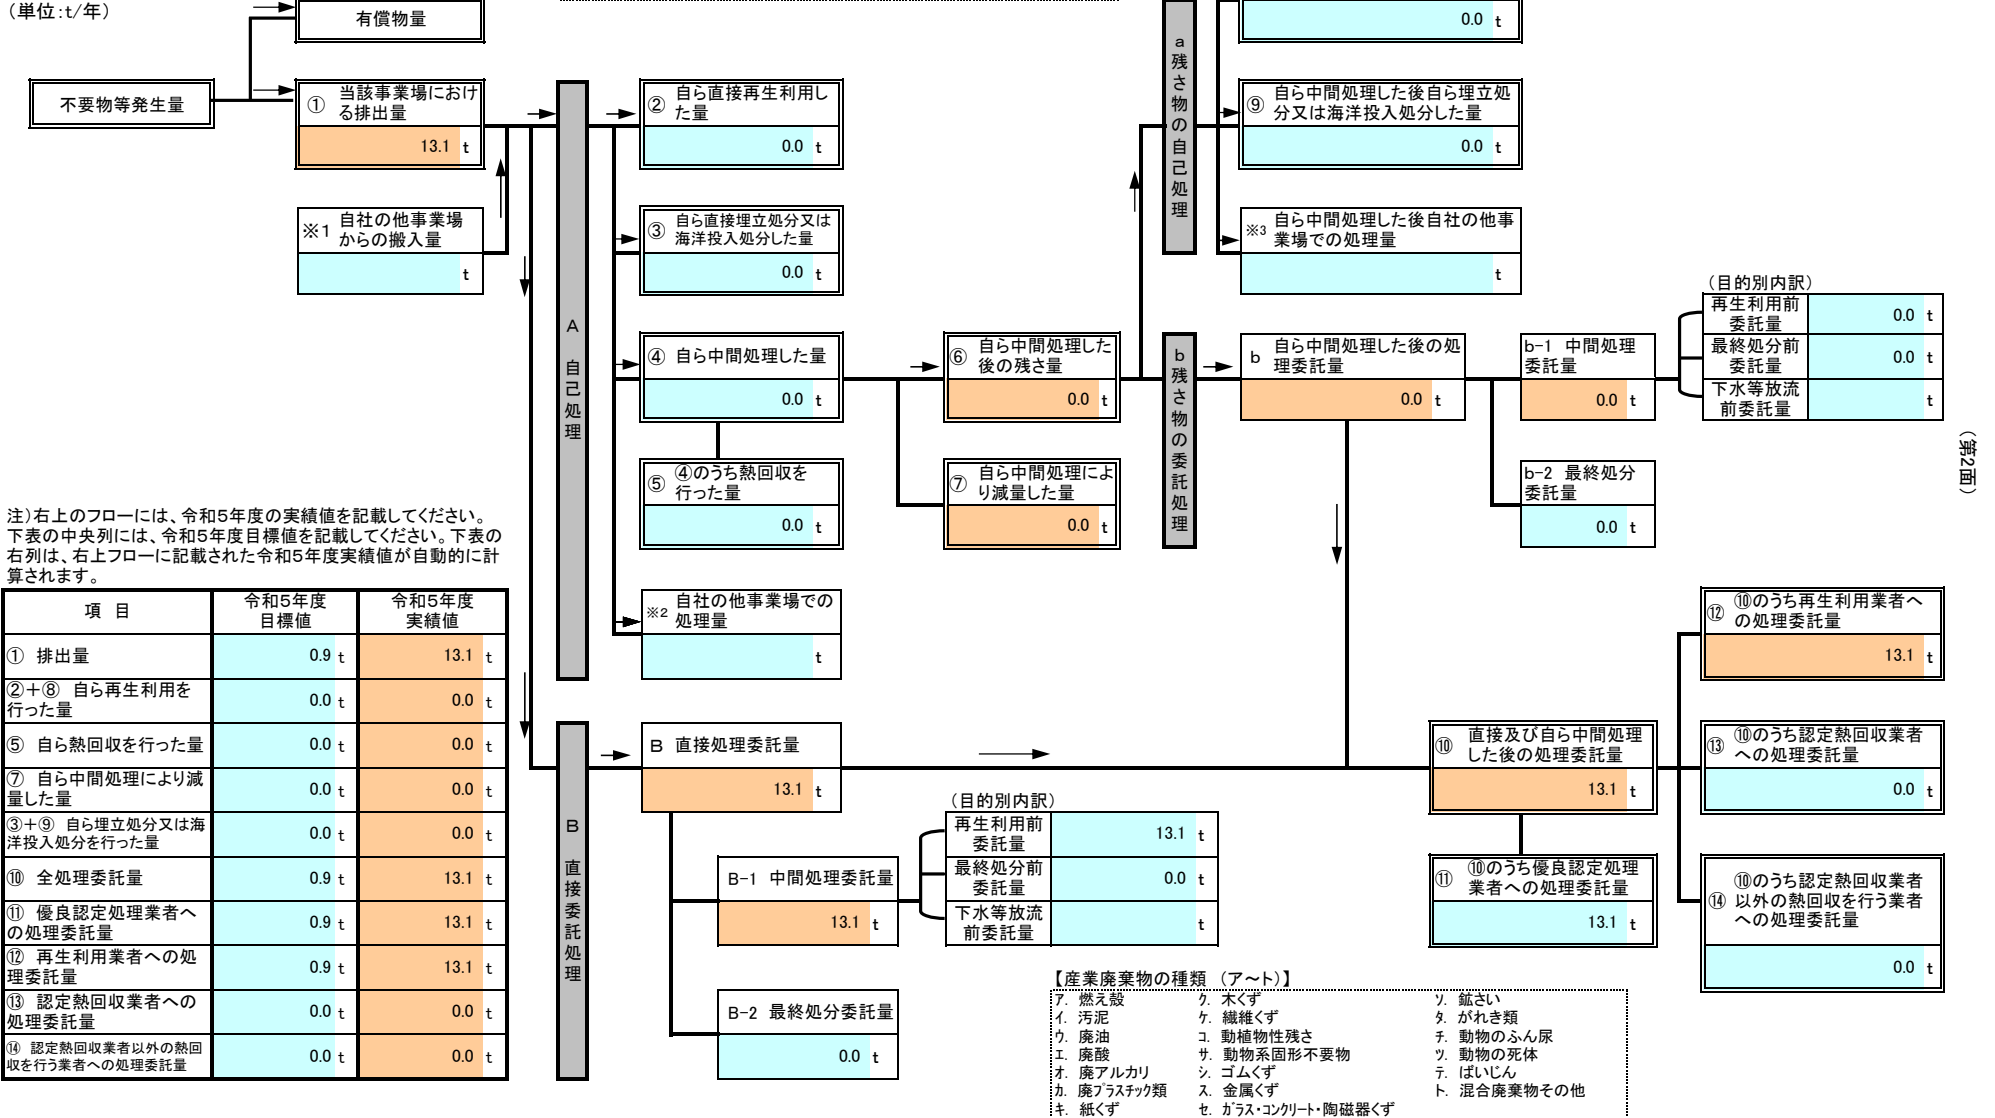 （単位：t/年）
有償物量
不要物等発生量
① 当該事業場におけ
る排出量
13.1 t
※1 自社の他事業場
からの搬入量
t
A 自己処理
② 自ら直接再生利用し
た量
0.0 t
③ 自ら直接埋立処分又は
海洋投入処分した量
0.0 t
④ 自ら中間処理した量
0.0 t
⑤ ④のうち熱回収を
行った量
0.0 t
※2 自社の他事業場での
処理量
t
⑥ 自ら中間処理した
後の残さ量
0.0 t
⑦ 自ら中間処理によ
り減量した量
0.0 t
a 残さ物の自己処理
0.0 t
⑨ 自ら中間処理した後自ら埋立処
分又は海洋投入処分した量
0.0 t
※3 自ら中間処理した後自社の他事
業場での処理量
t
b 残さ物の委託処理
b 自ら中間処理した後の処
理委託量
0.0 t
b-1 中間処理
委託量
0.0 t
b-2 最終処分
委託量
0.0 t
（目的別内訳）
再生利用前
委託量
0.0 t
最終処分前
委託量
0.0 t
下水等放流
前委託量
t
（第2面）
注）右上のフローには、令和5年度の実績値を記載してください。
下表の中央列には、令和5年度目標値を記載してください。下表の
右列は、右上フローに記載された令和5年度実績値が自動的に計
算されます。
項 目 令和5年度 令和5年度
目標値 実績値
① 排出量 0.9 t 13.1 t
②+⑧ 自ら再生利用を
行った量 0.0 t 0.0 t
⑤ 自ら熱回収を行った量 0.0 t 0.0 t
⑦ 自ら中間処理により減
量した量 0.0 t 0.0 t
③+⑨ 自ら埋立処分又は海
洋投入処分を行った量 0.0 t 0.0 t
⑩ 全処理委託量 0.9 t 13.1 t
⑪ 優良認定処理業者へ
の処理委託量 0.9 t 13.1 t
⑫ 再生利用業者への処
理委託量 0.9 t 13.1 t
⑬ 認定熱回収業者への
処理委託量 0.0 t 0.0 t
⑭ 認定熱回収業者以外の熱回
収を行う業者への処理委託量 0.0 t 0.0 t
B 直接委託処理
B 直接処理委託量
13.1 t
B-1 中間処理委託量
13.1 t
B-2 最終処分委託量
0.0 t
（目的別内訳）
再生利用前
委託量
13.1 t
最終処分前
委託量
0.0 t
下水等放流
前委託量
t
⑩ 直接及び自ら中間処理
した後の処理委託量
13.1 t
⑪ ⑩のうち優良認定処理
業者への処理委託量
13.1 t
⑫ ⑩のうち再生利用業者へ
の処理委託量
13.1 t
⑬ ⑩のうち認定熱回収業者
への処理委託量
0.0 t
⑭ ⑩のうち認定熱回収業者
以外の熱回収を行う業者
への処理委託量
0.0 t
【産業廃棄物の種類 （ア～ト）】
ｱ. 燃え殻 ｸ. 木くず ｿ. 鉱さい
ｲ. 汚泥 ｹ. 繊維くず ﾀ. がれき類
ｳ. 廃油 ｺ. 動植物性残さ ﾁ. 動物のふん尿
ｴ. 廃酸 ｻ. 動物系固形不要物 ﾂ. 動物の死体
ｵ. 廃アルカリ ｼ. ゴムくず ﾃ. ばいじん
ｶ. 廃ﾌﾟﾗｽﾁｯｸ類 ｽ. 金属くず ﾄ. 混合廃棄物その他
ｷ. 紙くず ｾ. ｶﾞﾗｽ・ｺﾝｸﾘｰﾄ・陶磁器くず